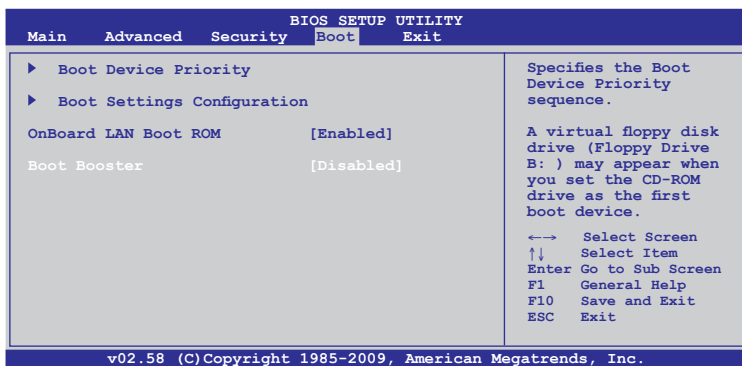 BIOS SETUP UTILITY
Main Advanced Security Boot Exit
Boot Device Priority
Boot Settings Configuration
OnBoard LAN Boot ROM [Enabled]
Boot Booster [Disabled]
Specifies the Boot
Device Priority
sequence.
A virtual floppy disk
drive (Floppy Drive
B: ) may appear when
you set the CD-ROM
drive as the first
boot device.
←→ Select Screen
↑↓ Select Item
Enter Go to Sub Screen
F1 General Help
F10 Save and Exit
ESC Exit
v02.58 (C)Copyright 1985-2009, American Megatrends, Inc.